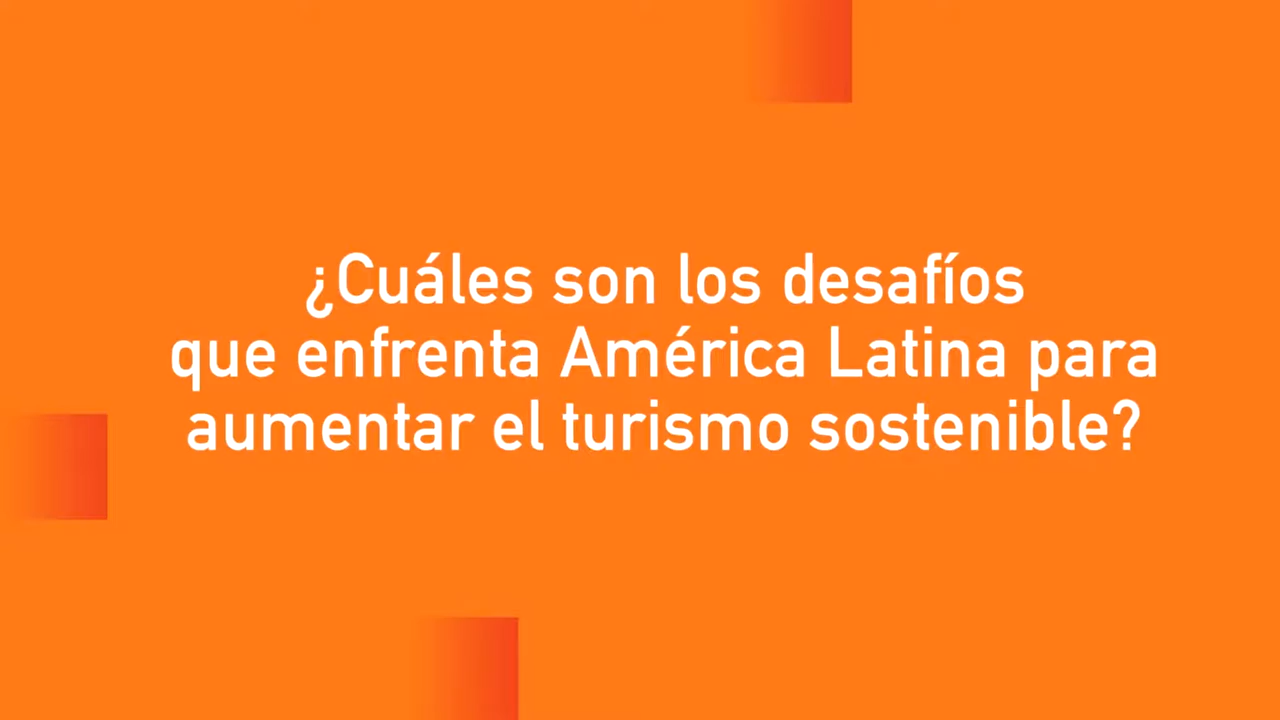 ¿Cuáles son los desafíos
que enfrenta América Latina para
aumentar el turismo sostenible?